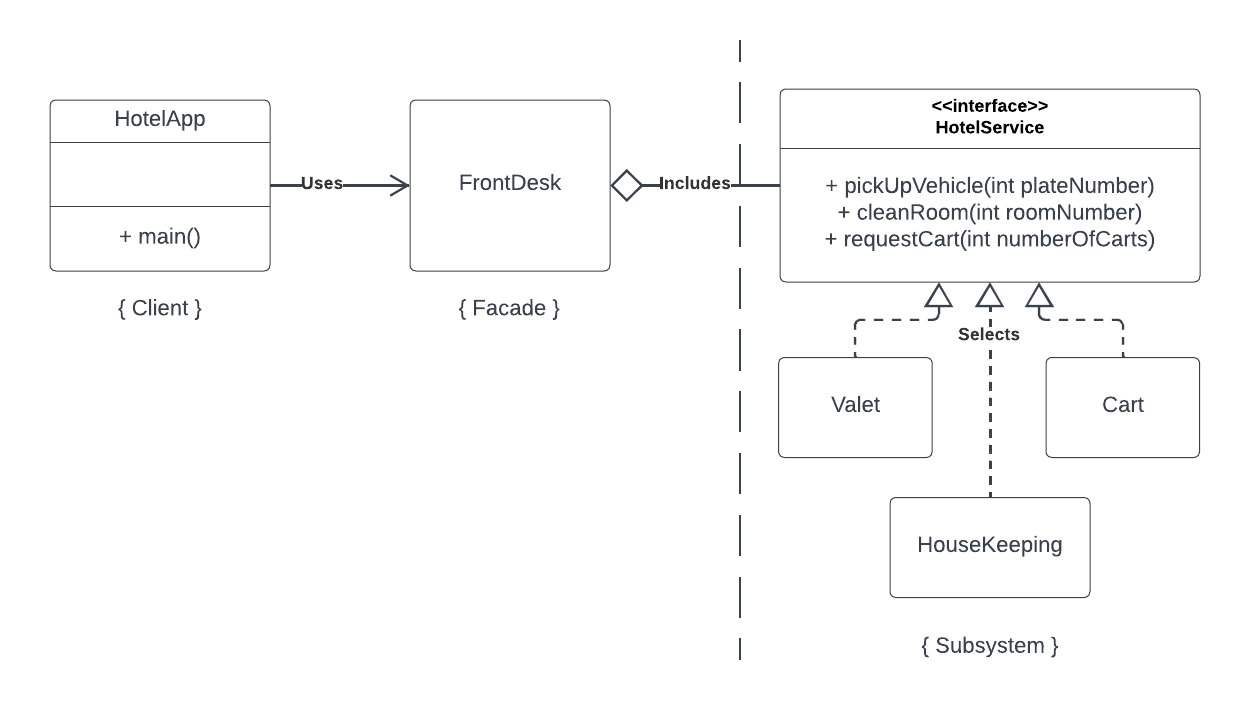 HotelApp
+ main()
{ Client }
Uses
FrontDesk
{ Facade }
Includes
<<interface>>
HotelService
+ pickUpVehicle(int plateNumber)
+ cleanRoom(int roomNumber)
+ requestCart(int numberOfCarts)
Selects
Valet
Cart
HouseKeeping
{ Subsystem }